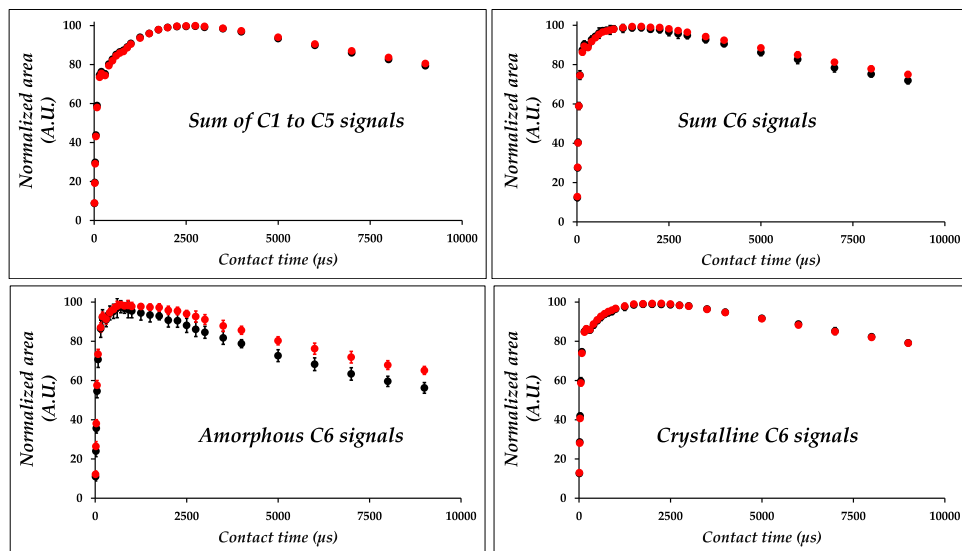 Normalized area
(A.U.)
100
80
60
40
20
0
Sum of C1 to C5 signals
0
2500
5000
7500
10000
Contact time (µs)
Normalized area
(A.U.)
100
80
60
40
20
0
Sum C6 signals
0
2500
5000
7500
10000
Contact time (µs)
Normalized area
(A.U.)
100
80
60
40
20
0
Amorphous C6 signals
0
2500
5000
7500
10000
Contact time (µs)
Normalized area
(A.U.)
100
80
60
40
20
0
Crystalline C6 signals
0
2500
5000
7500
10000
Contact time (µs)